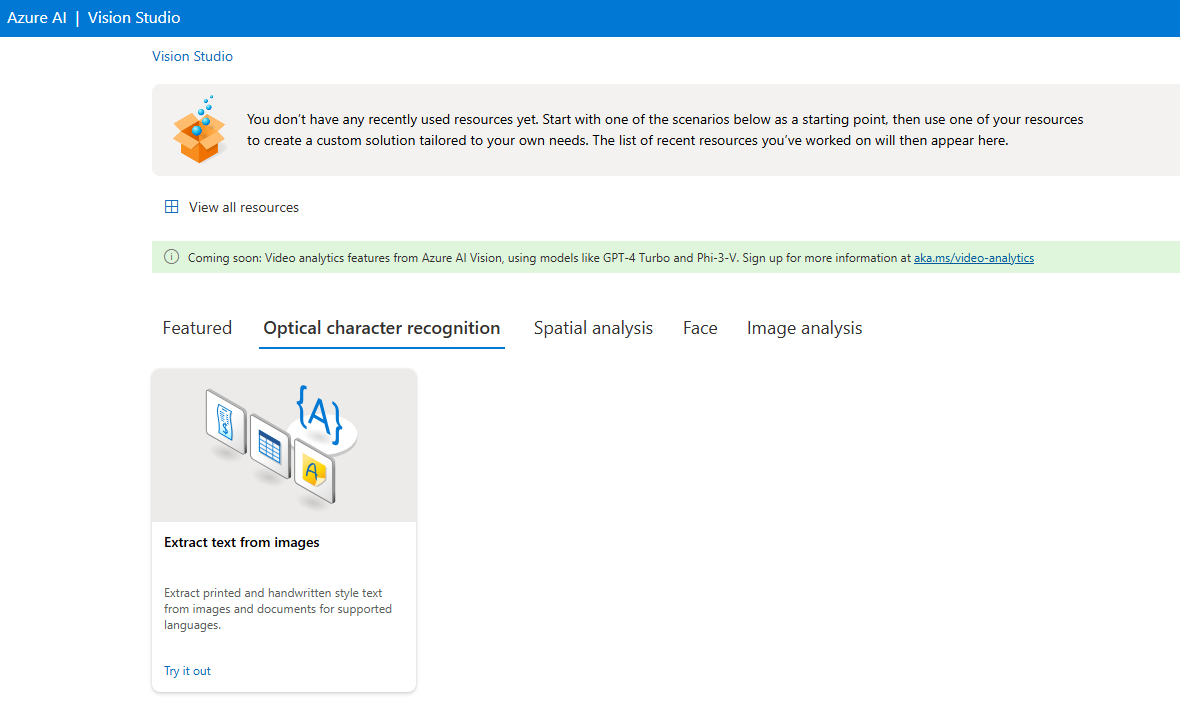 Azure AI | Vision Studio
Vision Studio
You don't have any recently used resources yet. Start with one of the scenarios below as a starting point, then use one of your resources
to create a custom solution tailored to your own needs. The list of recent resources you've worked on will then appear here.
View all resources
Coming soon: Video analytics features from Azure AI Vision, using models like GPT-4 Turbo and Phi-3-V. Sign up for more information at aka.ms/video-analytics
Featured Optical character recognition Spatial analysis Face Image analysis
{A}
$
A
Extract text from images
Extract printed and handwritten style text
from images and documents for supported
languages.
Try it out